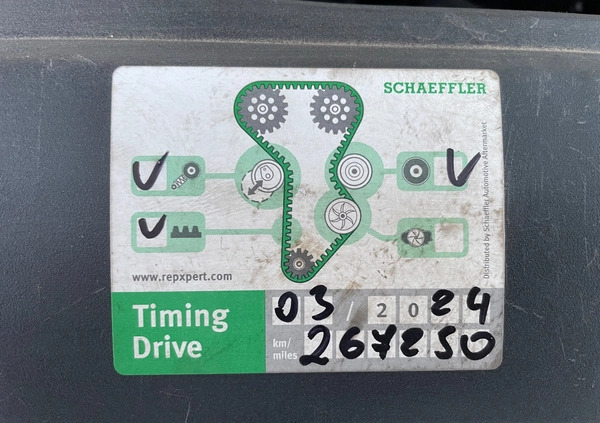 SCHAEFFLER
Distributed by Schaeffler Automotive Aftermarket
www.repxpert.com
Timing
Drive
03 / 2024
km/
miles
267250